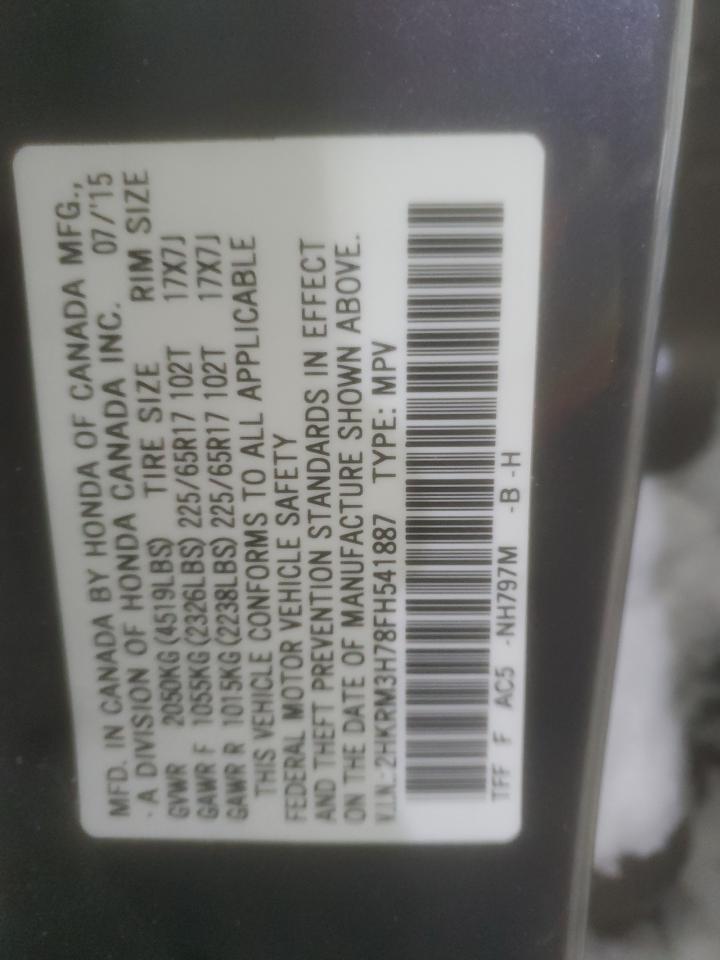 MFD. IN CANADA BY HONDA OF CANADA MFG.,
· A DIVISION OF HONDA CANADA INC. 07/'15
GVWR 2050KG (4519LBS) TIRE SIZE RIM SIZE
GAWR F 1055KG (2326LBS) 225/65R17 102T 17X7J
GAWR R 1015KG (2238LBS) 225/65R17 102T 17X7J
THIS VEHICLE CONFORMS TO ALL APPLICABLE
FEDERAL MOTOR VEHICLE SAFETY
AND THEFT PREVENTION STANDARDS IN EFFECT
ON THE DATE OF MANUFACTURE SHOWN ABOVE.
V.I.N.: 2HKRM3H78FH541887 TYPE: MPV
TFF F AC5 -NH797M -B -H